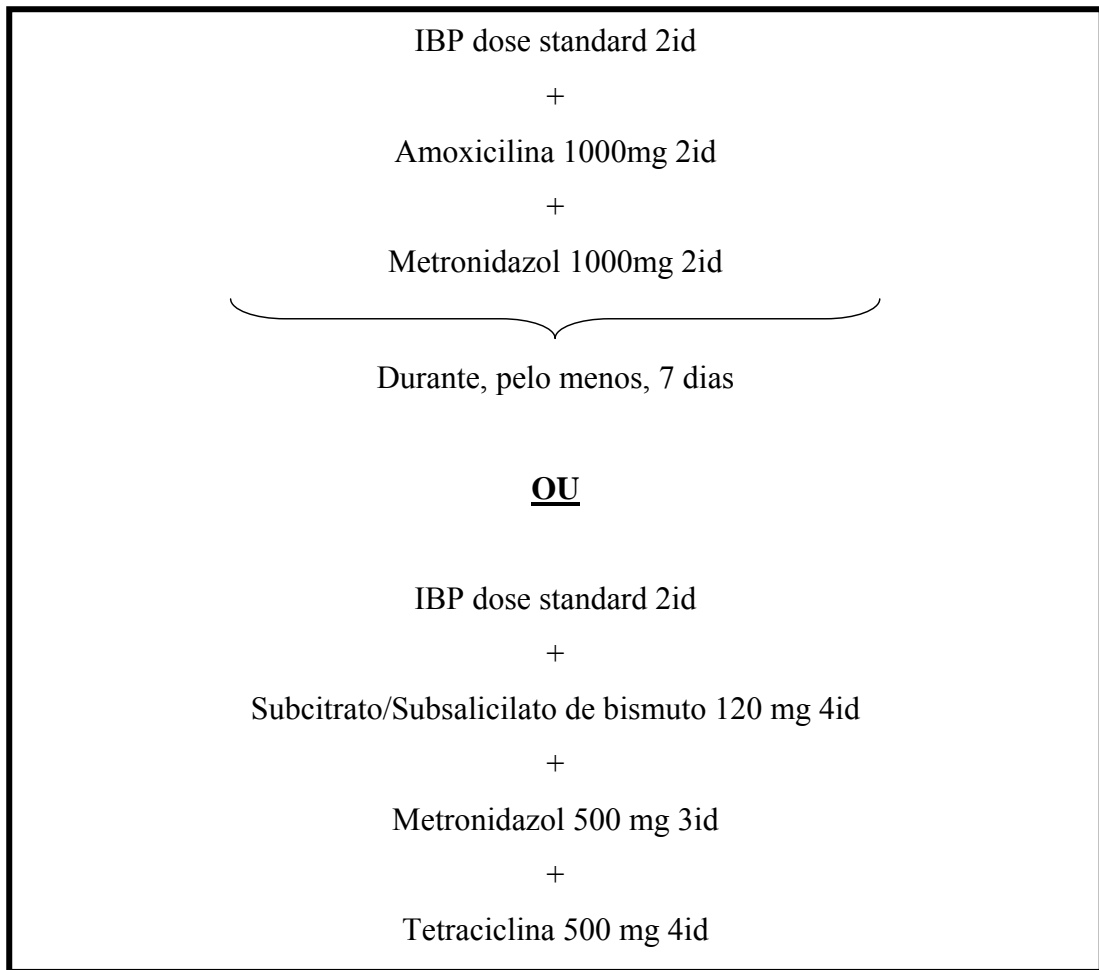 IBP dose standard 2id
+
Amoxicilina 1000mg 2id
+
Metronidazol 1000mg 2id
Durante, pelo menos, 7 dias
OU
IBP dose standard 2id
+
Subcitrato/Subsalicilato de bismuto 120 mg 4id
+
Metronidazol 500 mg 3id
+
Tetraciclina 500 mg 4id